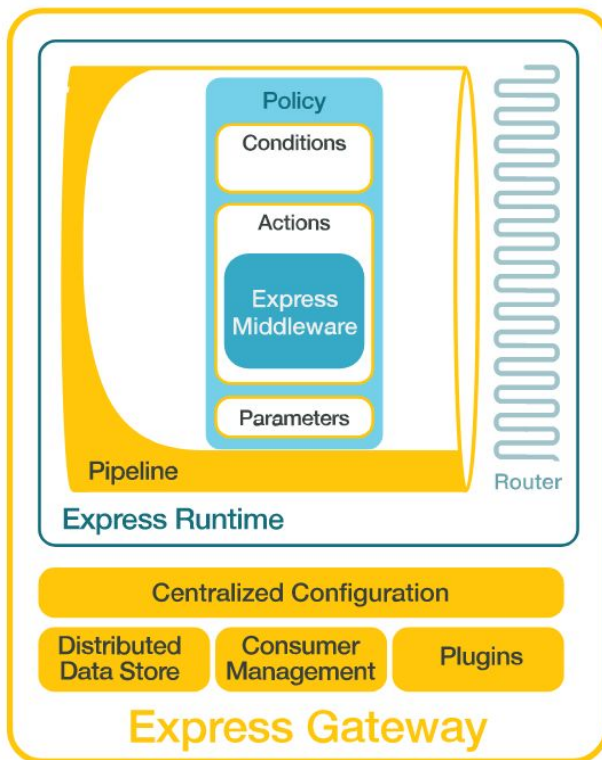 Policy
Conditions
Actions
Express
Middleware
Parameters
Pipeline
Router
Express Runtime
Centralized Configuration
Distributed
Data Store
Consumer
Management
Plugins
Express Gateway